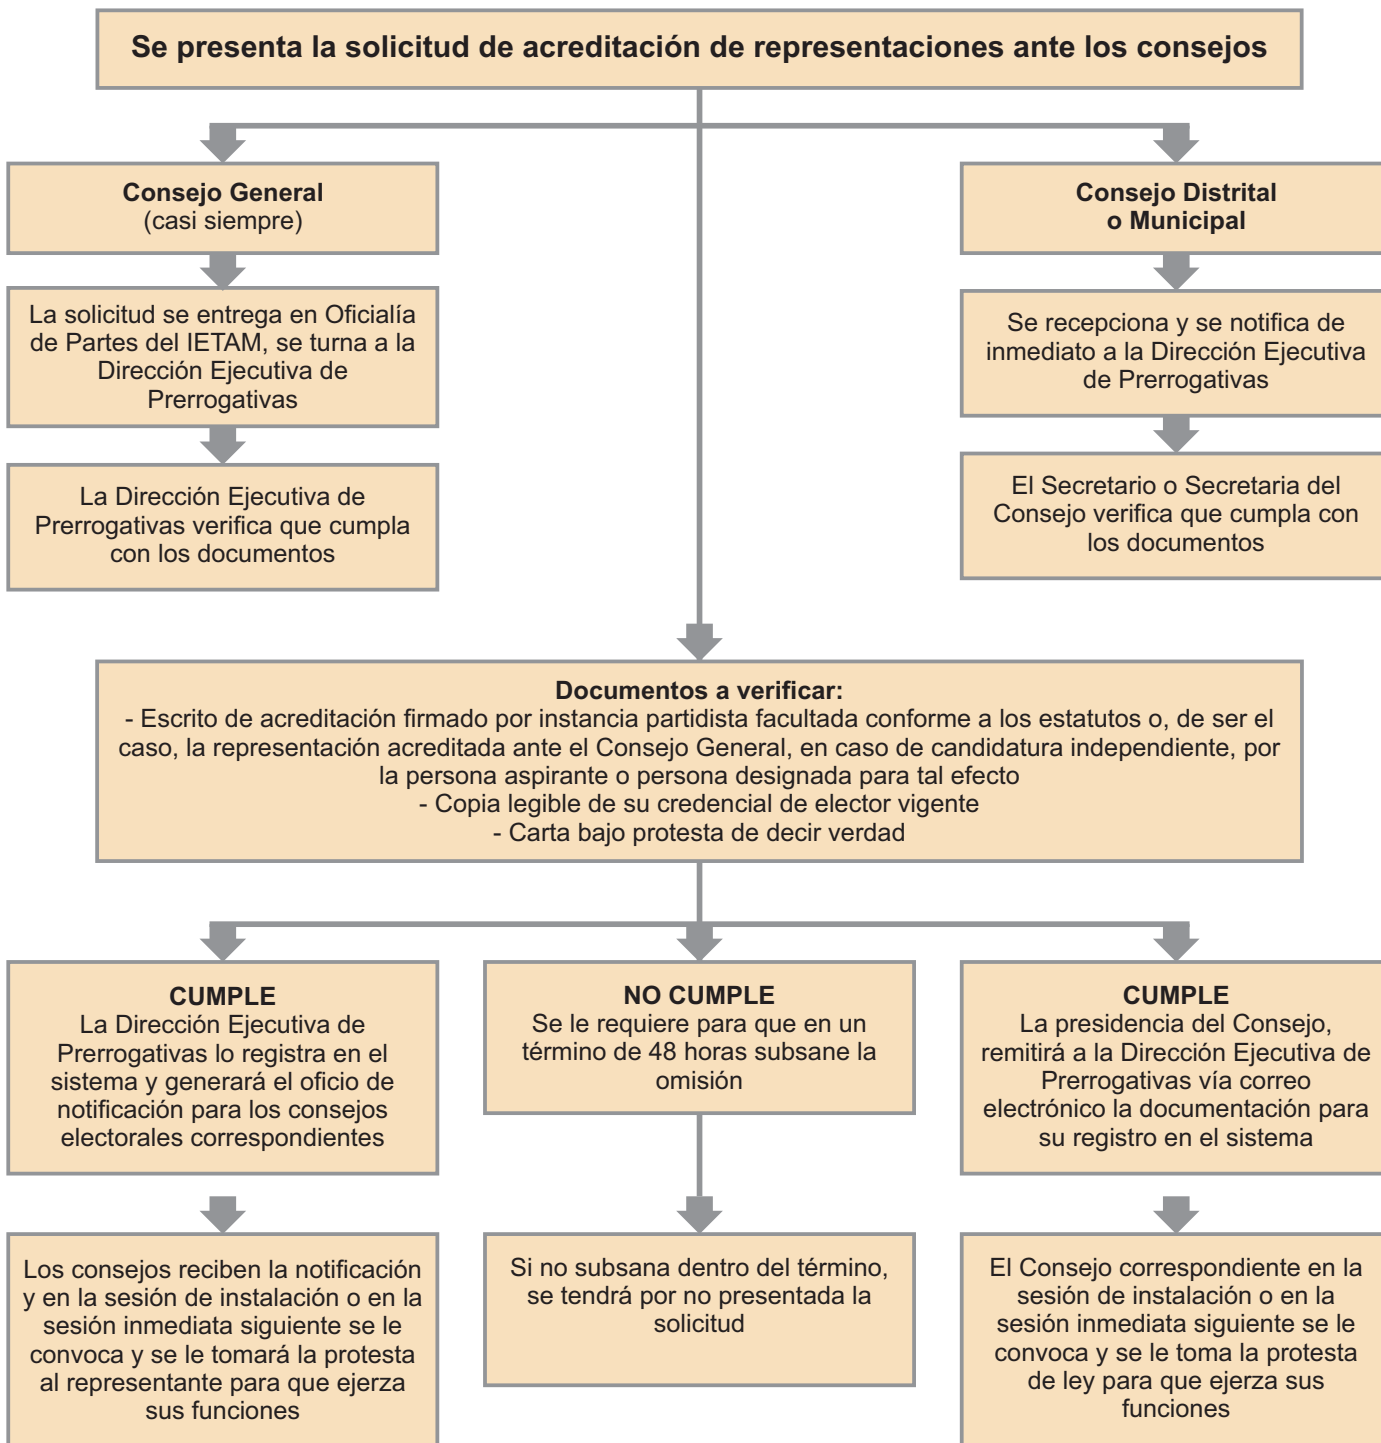 Se presenta la solicitud de acreditación de representaciones ante los consejos
Consejo General
(casi siempre)
La solicitud se entrega en Oficialía
de Partes del IETAM, se turna a la
Dirección Ejecutiva de
Prerrogativas
La Dirección Ejecutiva de
Prerrogativas verifica que cumpla
con los documentos
Consejo Distrital
o Municipal
Se recepciona y se notifica de
inmediato a la Dirección Ejecutiva
de Prerrogativas
El Secretario o Secretaria del
Consejo verifica que cumpla con
los documentos
Documentos a verificar:
- Escrito de acreditación firmado por instancia partidista facultada conforme a los estatutos o, de ser el
caso, la representación acreditada ante el Consejo General, en caso de candidatura independiente, por
la persona aspirante o persona designada para tal efecto
- Copia legible de su credencial de elector vigente
- Carta bajo protesta de decir verdad
CUMPLE
La Dirección Ejecutiva de
Prerrogativas lo registra en el
sistema y generará el oficio de
notificación para los consejos
electorales correspondientes
Los consejos reciben la notificación
y en la sesión de instalación o en la
sesión inmediata siguiente se le
convoca y se le tomará la protesta
al representante para que ejerza
sus funciones
NO CUMPLE
Se le requiere para que en un
término de 48 horas subsane la
omisión
Si no subsana dentro del término,
se tendrá por no presentada la
solicitud
CUMPLE
La presidencia del Consejo,
remitirá a la Dirección Ejecutiva de
Prerrogativas vía correo
electrónico la documentación para
su registro en el sistema
El Consejo correspondiente en la
sesión de instalación o en la
sesión inmediata siguiente se le
convoca y se le toma la protesta
de ley para que ejerza sus
funciones